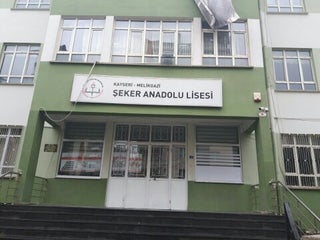 KAYSERİ - MELİKGAZİ
ŞEKER ANADOLU LİSESİ